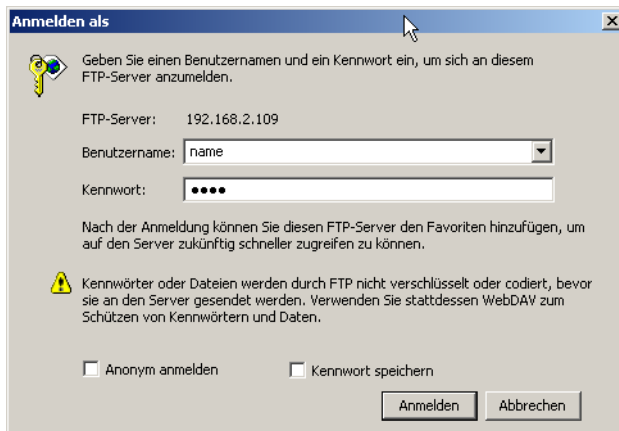 Anmelden als
Geben Sie einen Benutzernamen und ein Kennwort ein, um sich an diesem
FTP-Server anzumelden.
FTP-Server: 192.168.2.109
Benutzername: name
Kennwort: ●●●●
Nach der Anmeldung können Sie diesen FTP-Server den Favoriten hinzufügen, um
auf den Server zukünftig schneller zugreifen zu können.
Kennwörter oder Dateien werden durch FTP nicht verschlüsselt oder codiert, bevor
sie an den Server gesendet werden. Verwenden Sie stattdessen WebDAV zum
Schützen von Kennwörtern und Daten.
Anonym anmelden Kennwort speichern
Anmelden Abbrechen